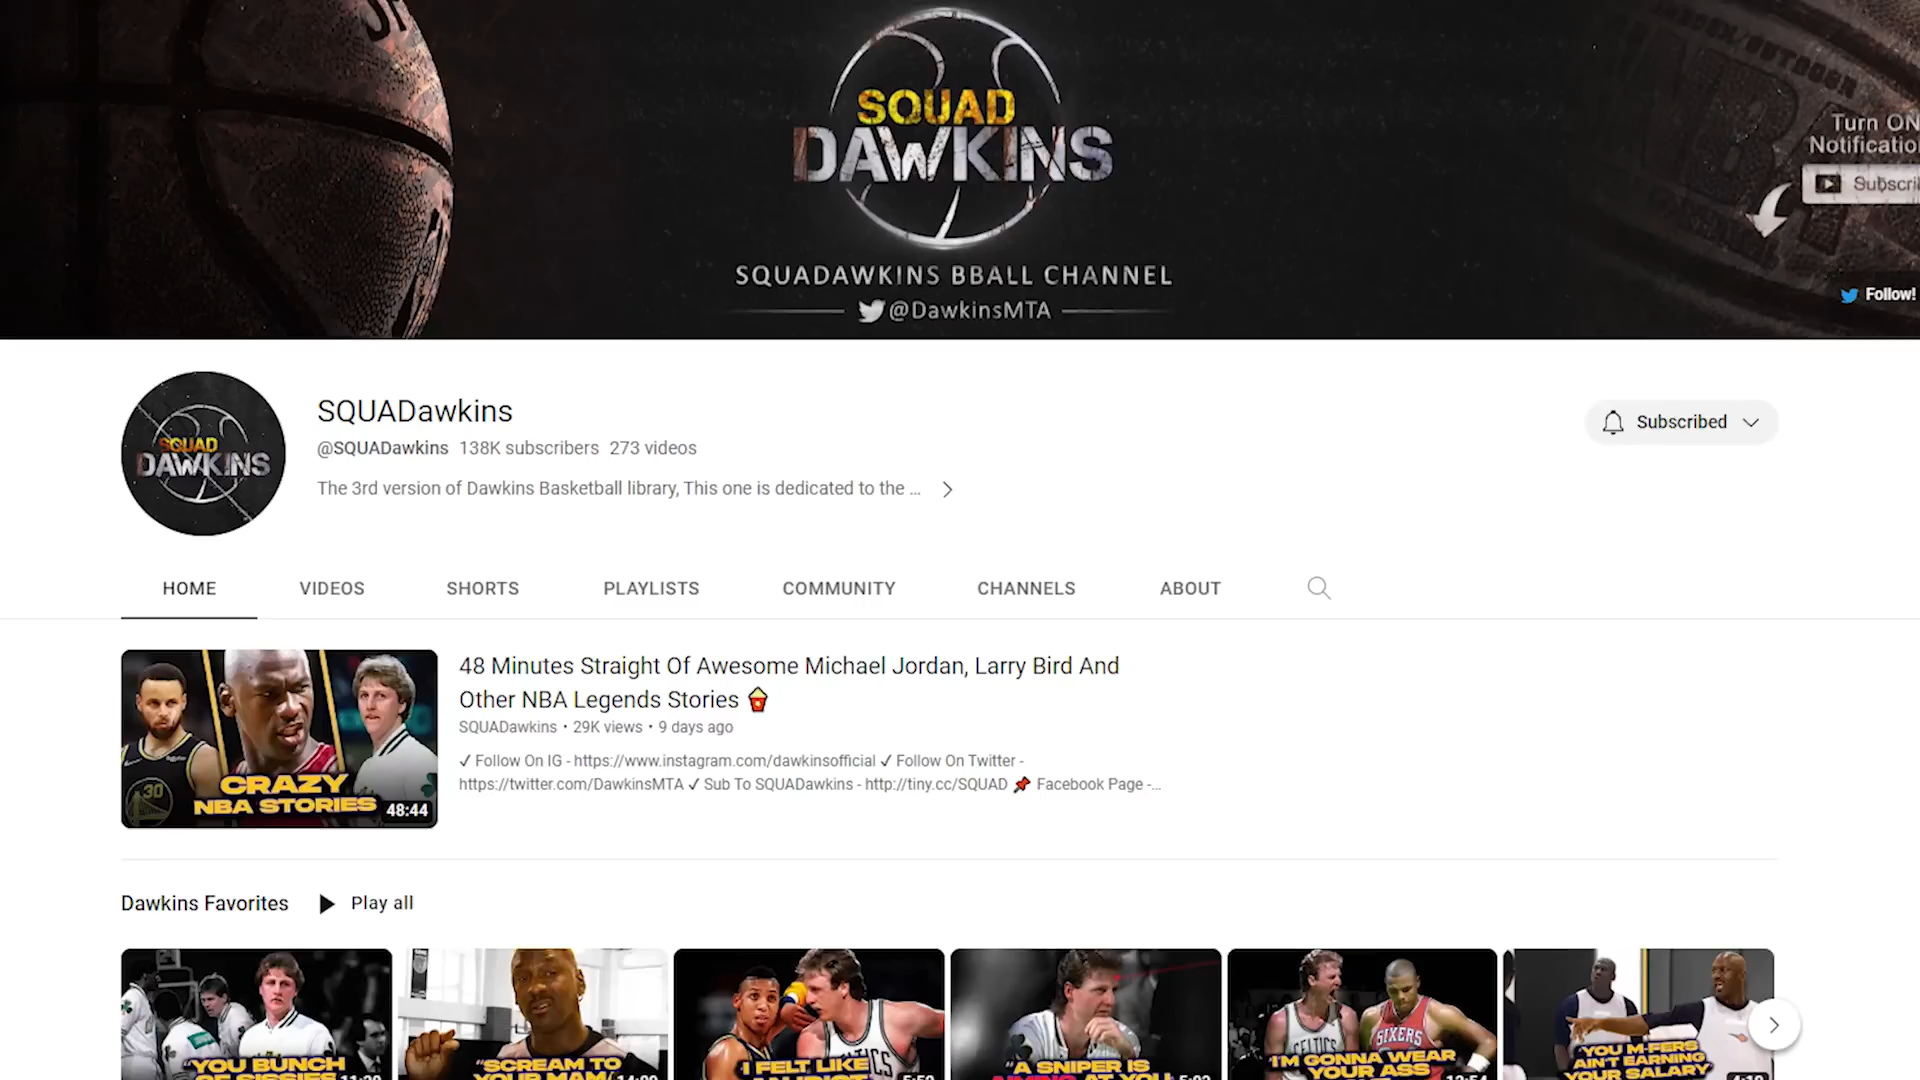 SQUAD
DAWKINS
SQUADAWKINS BBALL CHANNEL
@DawkinsMTA
Turn ON
Follow!
SQUAD
DAWKINS
SQUADawkins
@SQUADawkins 138K subscribers 273 videos
The 3rd version of Dawkins Basketball library, This one is dedicated to the ...
Subscribed
HOME VIDEOS SHORTS PLAYLISTS COMMUNITY CHANNELS ABOUT
30
CRAZY
NBA STORIES
48:44
48 Minutes Straight Of Awesome Michael Jordan, Larry Bird And
Other NBA Legends Stories
SQUADawkins • 29K views • 9 days ago
✓ Follow On IG - https://www.instagram.com/dawkinsofficial ✓ Follow On Twitter -
https://twitter.com/DawkinsMTA ✓ Sub To SQUADawkins - http://tiny.cc/SQUAD 📌 Facebook Page -...
Dawkins Favorites Play all
"YOU BUNCH
"SCREAM TO
YOUR MAM
I FELT LIKE
"A SNIPER IS
SIXERS
"I'M GONNA WEAR
YOUR ASS
"YOU M-FERS
AIN'T EARNING
YOUR SALARY